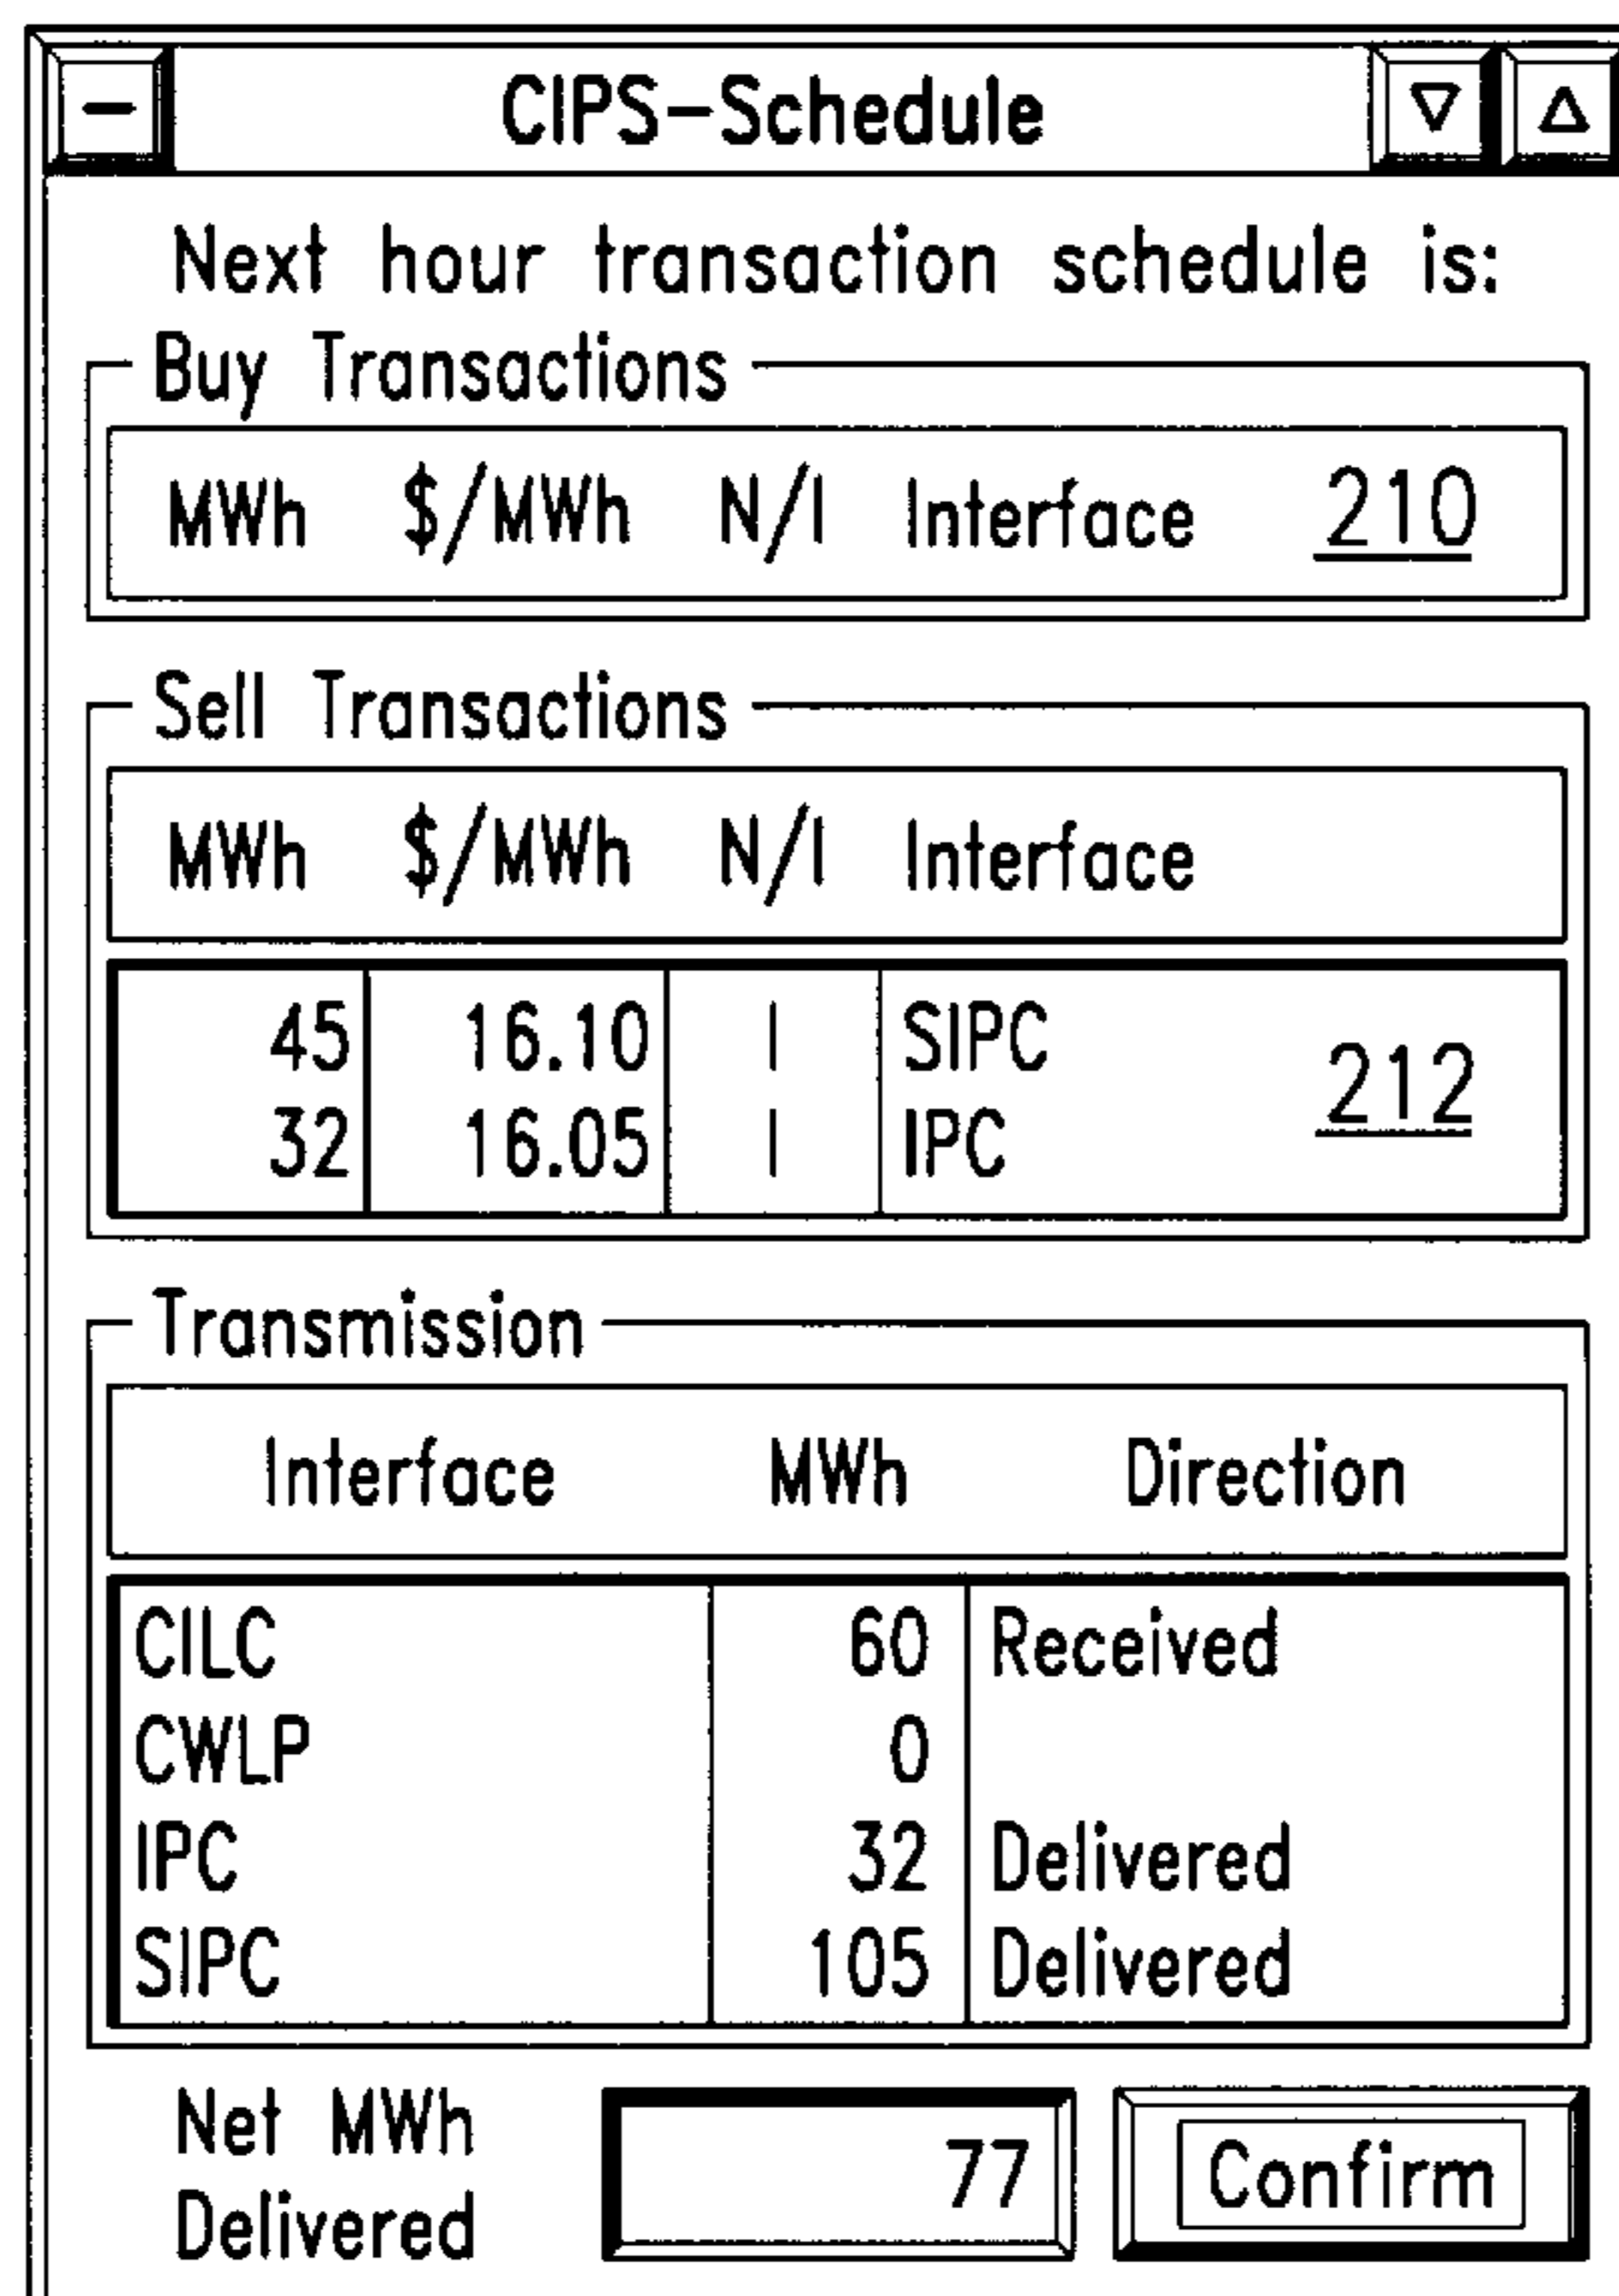 CIPS-Schedule
Next hour transaction schedule is:
Buy Transactions
MWh $/MWh N/I Interface 210
Sell Transactions
MWh $/MWh N/I Interface
45 16.10 I SIPC
212
32 16.05 I IPC
Transmission
Interface MWh Direction
CILC 60 Received
CWLP 0
IPC 32 Delivered
SIPC 105 Delivered
Net MWh
Delivered
77
Confirm